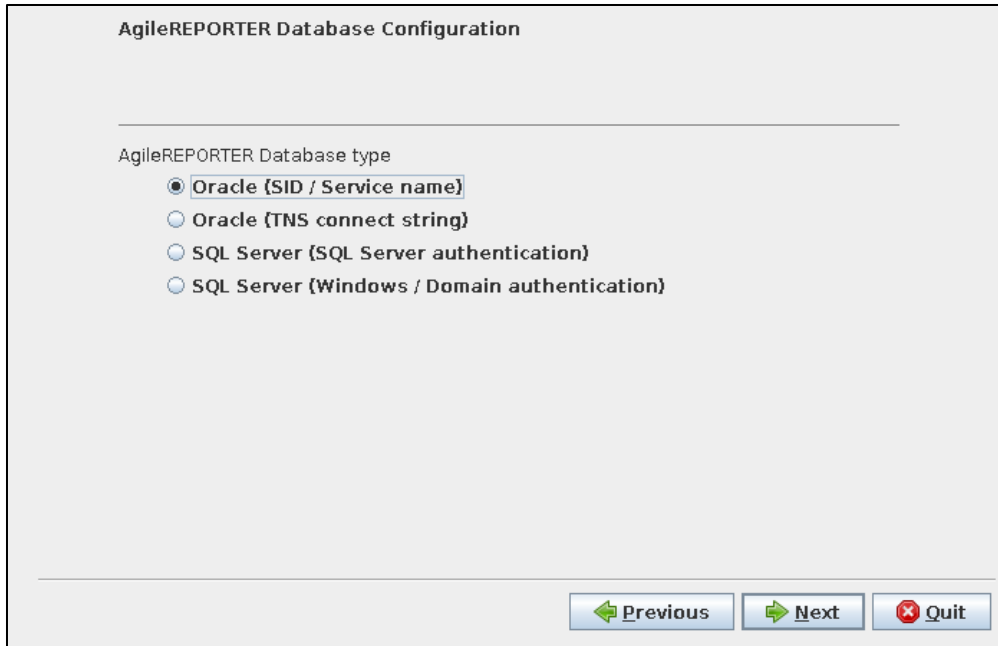 AgileREPORTER Database Configuration
AgileREPORTER Database type
Oracle (SID / Service name)
Oracle (TNS connect string)
SQL Server (SQL Server authentication)
SQL Server (Windows / Domain authentication)
Previous Next Quit